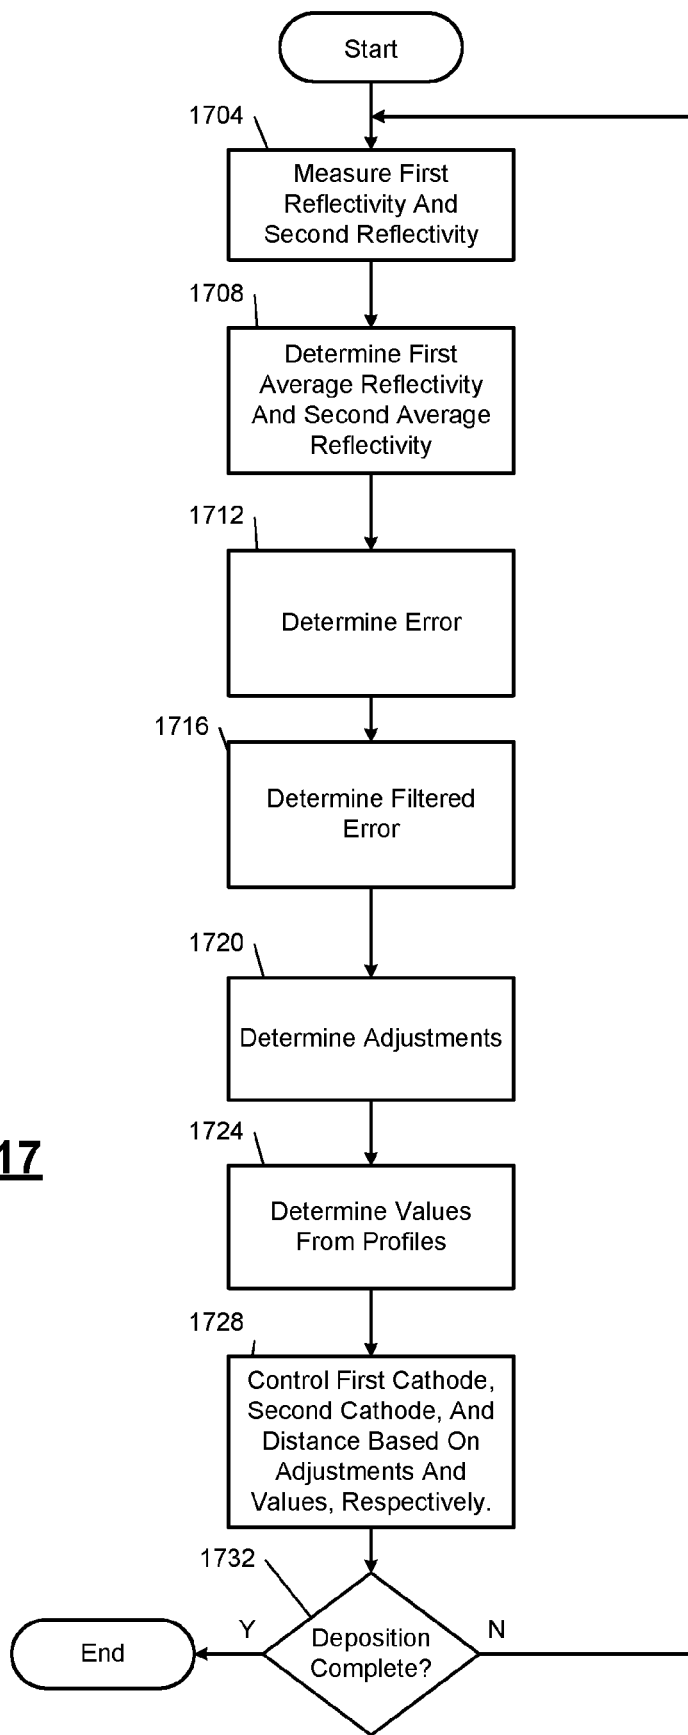 Start
1704
Measure First
Reflectivity And
Second Reflectivity
1708
Determine First
Average Reflectivity
And Second Average
Reflectivity
1712
Determine Error
1716
Determine Filtered
Error
1720
Determine Adjustments
17
1724
Determine Values
From Profiles
1728
Control First Cathode,
Second Cathode, And
Distance Based On
Adjustments And
Values, Respectively.
1732
Y
Deposition
Complete?
N
End